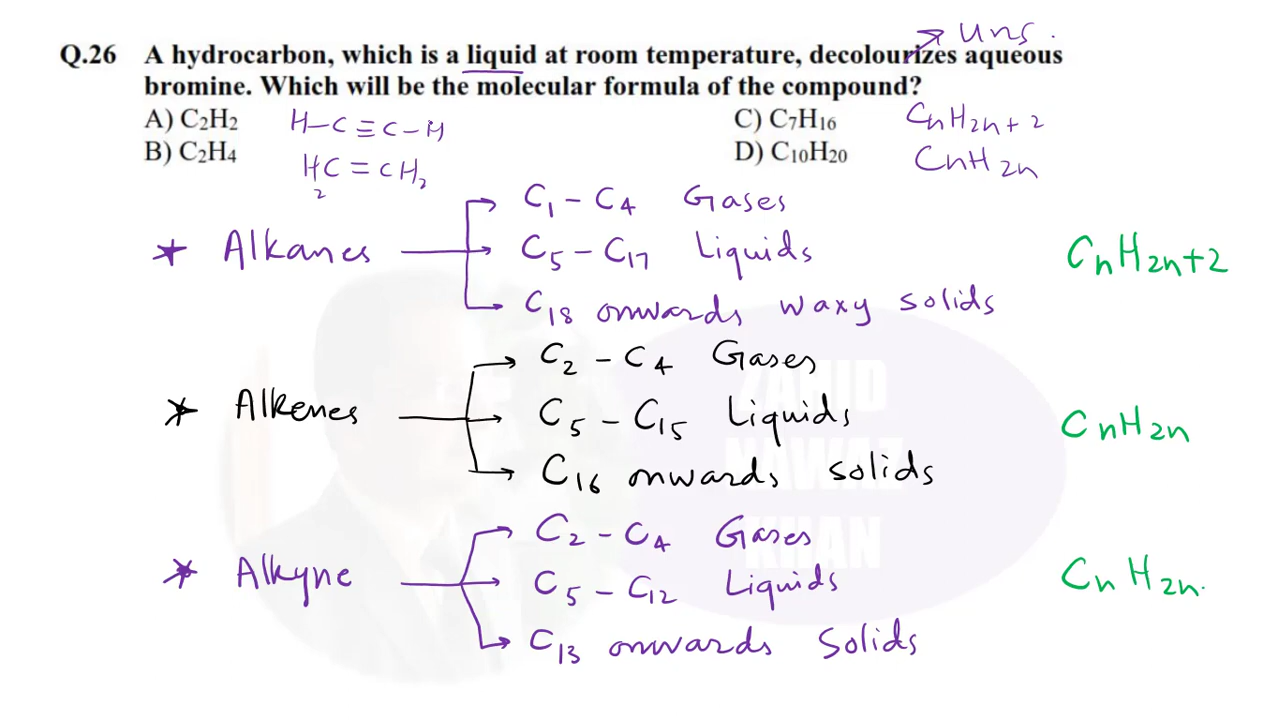 Q.26 A hydrocarbon, which is a liquid at room temperature, decolourizes aqueous
bromine. Which will be the molecular formula of the compound?
→ Uns.
A) C₂H₂ H–C≡C–H C) C₇H₁₆ CnH2n+2
B) C₂H₄ H₂C=CH₂ D) C₁₀H₂₀ CnH2n
C₁ – C₄ Gases
* Alkanes → C₅ – C₁₇ Liquids CnH2n+2
C₁₈ onwards waxy solids
C₂ – C₄ Gases
* Alkenes → C₅ – C₁₅ Liquids CnH2n
C₁₆ onwards solids
C₂ – C₄ Gases
* Alkyne → C₅ – C₁₂ Liquids CnH2n.
C₁₃ onwards Solids
ZAHID
NAWAZ
KHAN